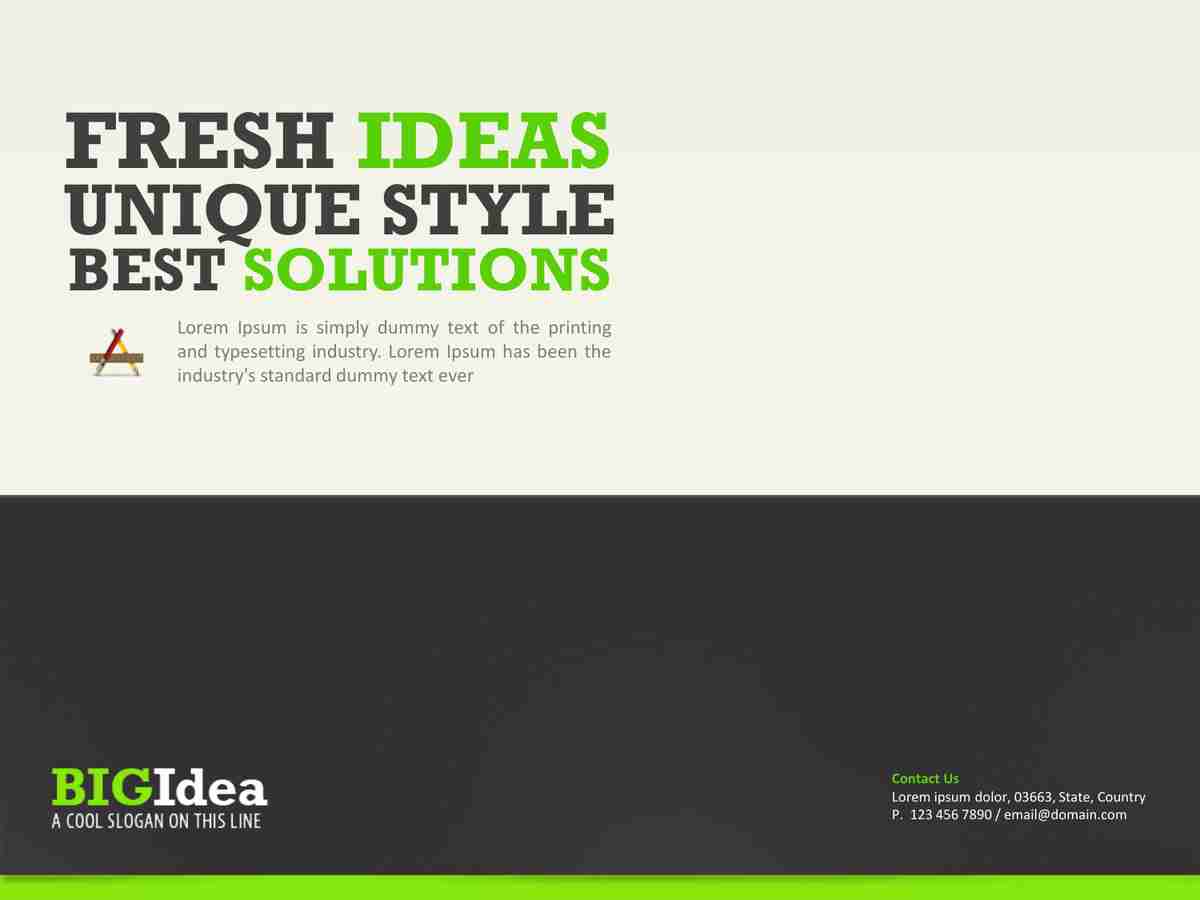 FRESH IDEAS
UNIQUE STYLE
BEST SOLUTIONS
Lorem Ipsum is simply dummy text of the printing
and typesetting industry. Lorem Ipsum has been the
industry's standard dummy text ever
BIGIdea
A COOL SLOGAN ON THIS LINE
Contact Us
Lorem ipsum dolor, 03663, State, Country
P. 123 456 7890 / email@domain.com